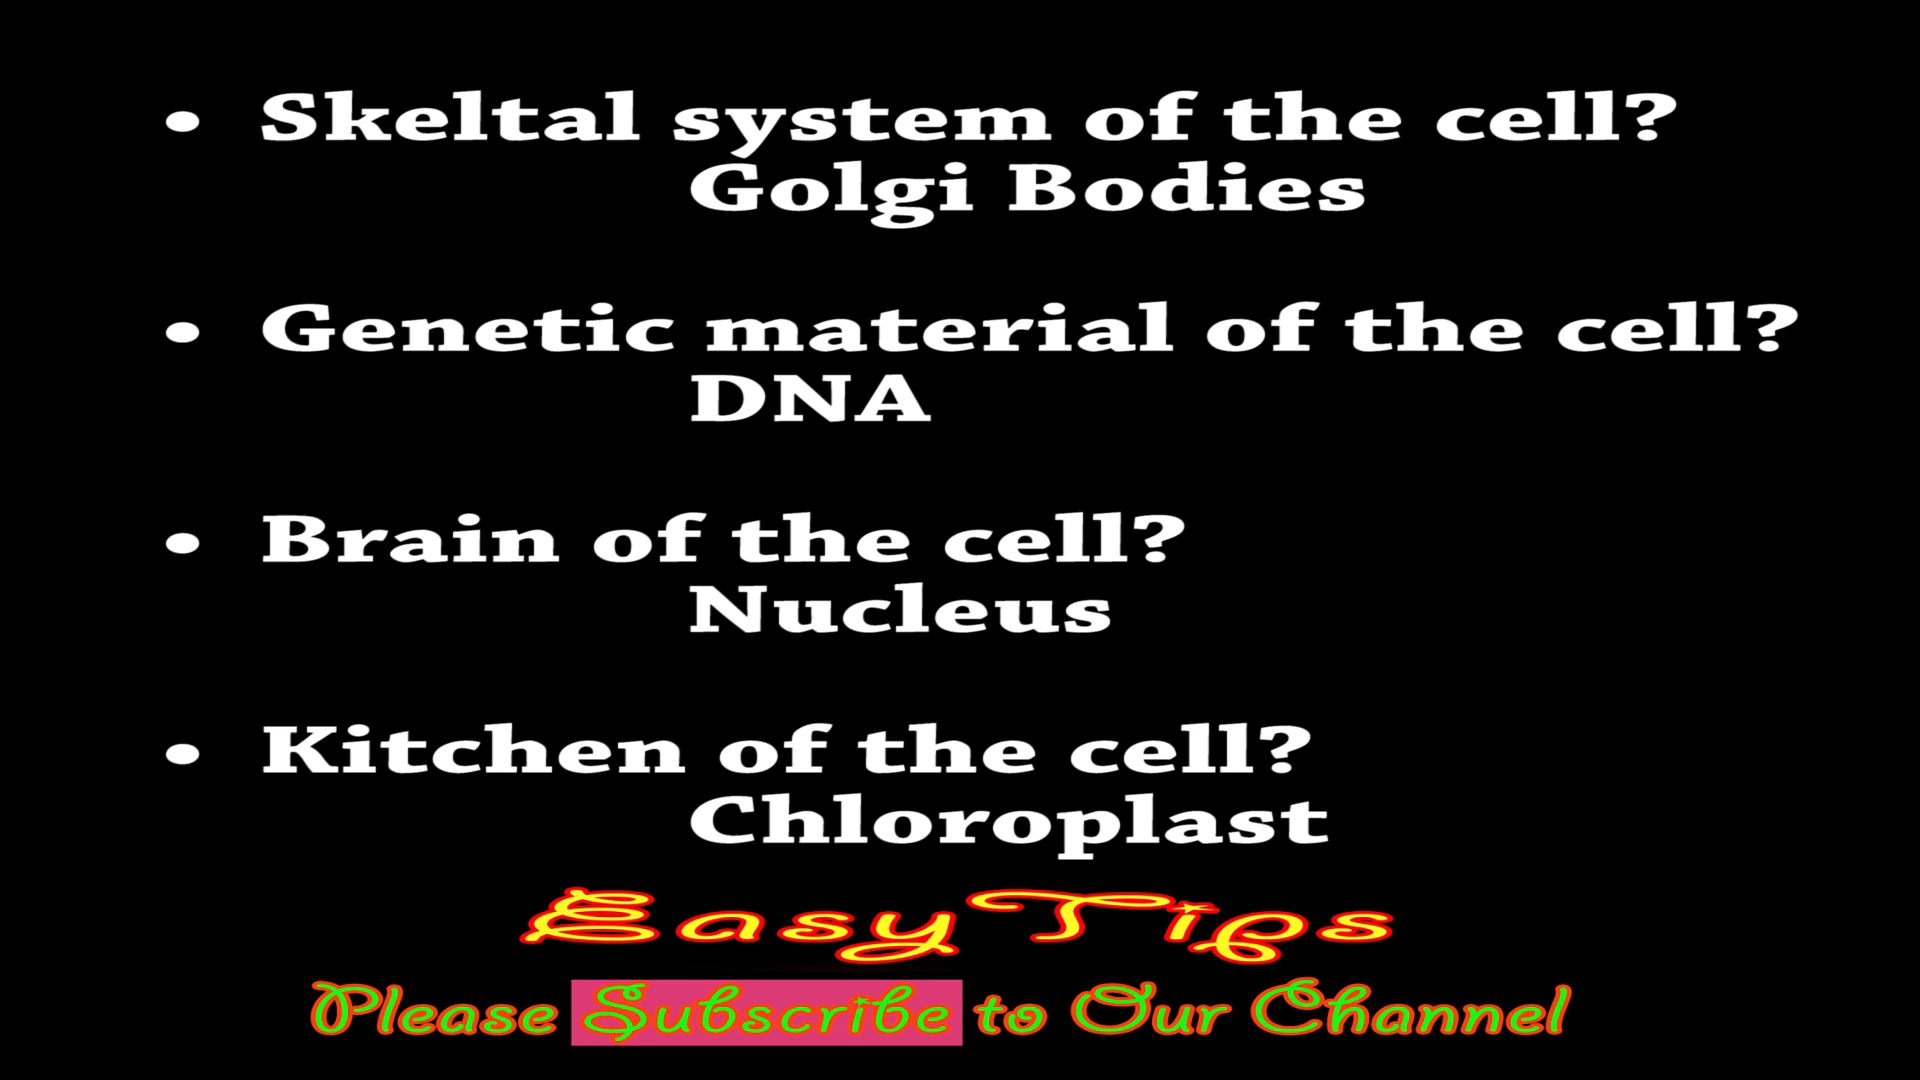 • Skeltal system of the cell?
Golgi Bodies
• Genetic material of the cell?
DNA
• Brain of the cell?
Nucleus
• Kitchen of the cell?
Chloroplast
Easy Tips
Please Subscribe to Our Channel